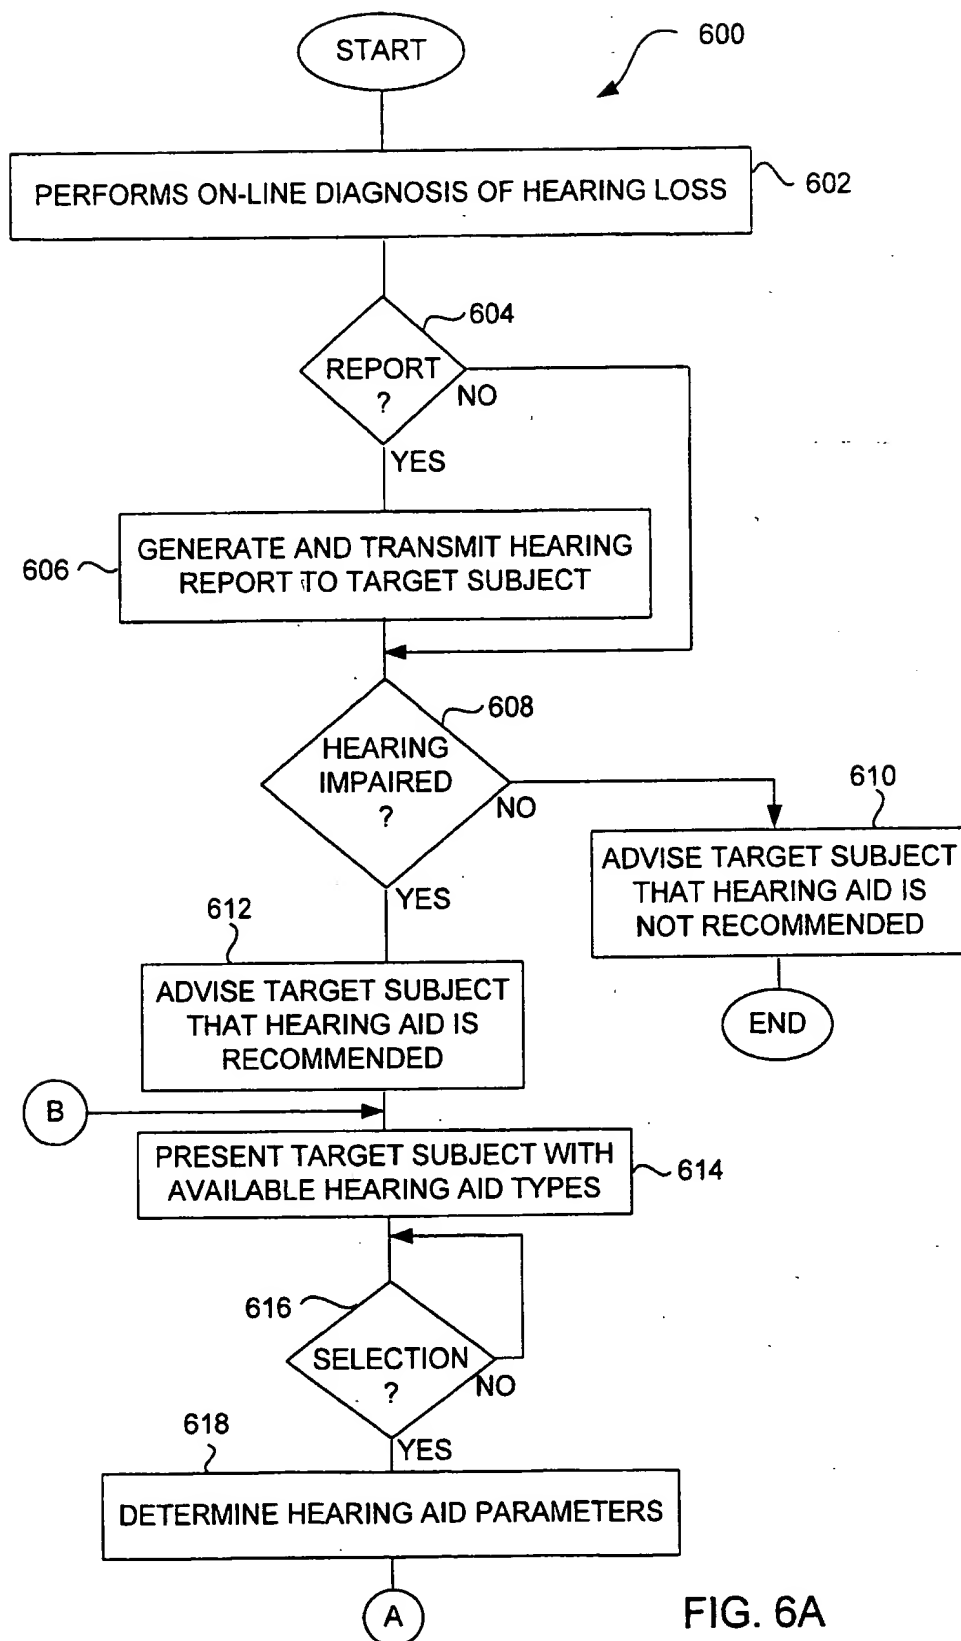 START
600
PERFORMS ON-LINE DIAGNOSIS OF HEARING LOSS
602
604
REPORT
?
NO
YES
606
GENERATE AND TRANSMIT HEARING
REPORT TO TARGET SUBJECT
608
HEARING
IMPAIRED
?
NO
YES
610
ADVISE TARGET SUBJECT
THAT HEARING AID IS
NOT RECOMMENDED
END
612
ADVISE TARGET SUBJECT
THAT HEARING AID IS
RECOMMENDED
B
PRESENT TARGET SUBJECT WITH
AVAILABLE HEARING AID TYPES
614
616
SELECTION
?
NO
YES
618
DETERMINE HEARING AID PARAMETERS
A
FIG. 6A